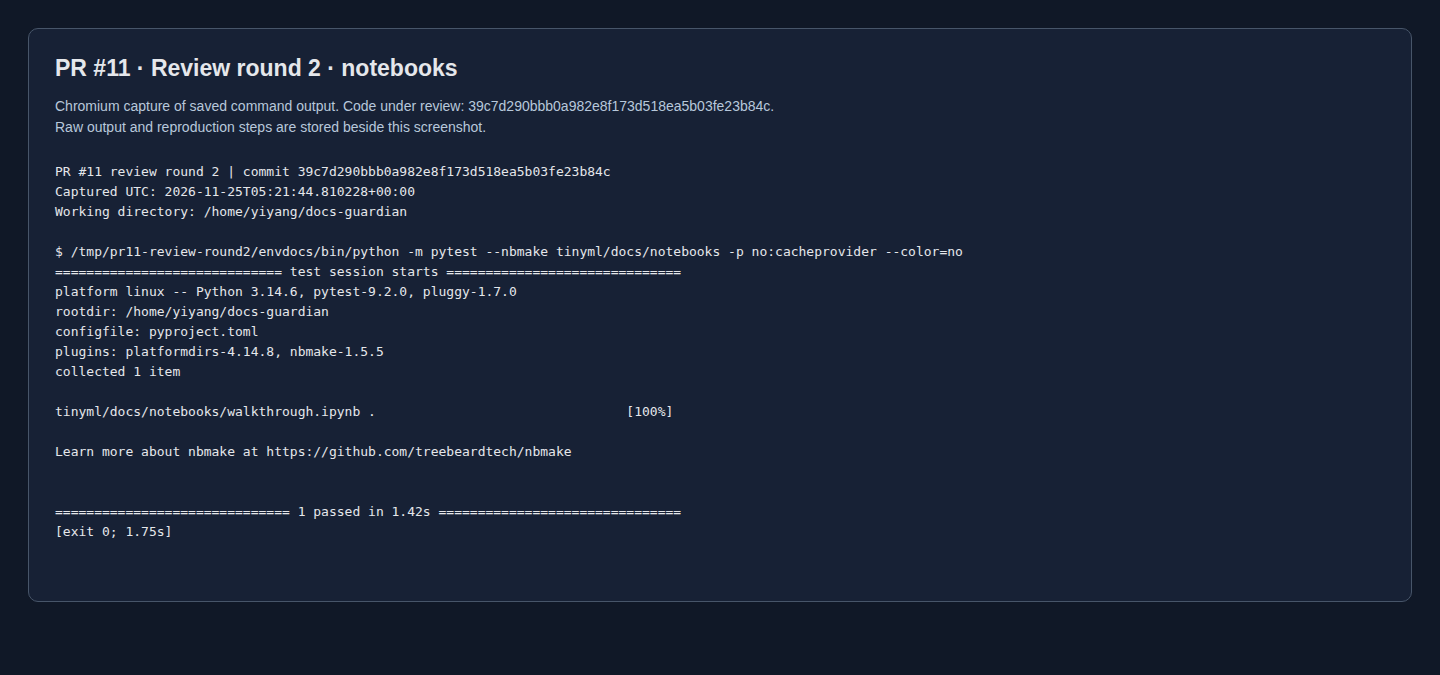 PR #11 · Review round 2 · notebooks
Chromium capture of saved command output. Code under review: 39c7d290bbb0a982e8f173d518ea5b03fe23b84c.
Raw output and reproduction steps are stored beside this screenshot.
PR #11 review round 2 | commit 39c7d290bbb0a982e8f173d518ea5b03fe23b84c
Captured UTC: 2026-11-25T05:21:44.810228+00:00
Working directory: /home/yiyang/docs-guardian
$ /tmp/pr11-review-round2/envdocs/bin/python -m pytest --nbmake tinyml/docs/notebooks -p no:cacheprovider --color=no
============================= test session starts ==============================
platform linux -- Python 3.14.6, pytest-9.2.0, pluggy-1.7.0
rootdir: /home/yiyang/docs-guardian
configfile: pyproject.toml
plugins: platformdirs-4.14.8, nbmake-1.5.5
collected 1 item
tinyml/docs/notebooks/walkthrough.ipynb . [100%]
Learn more about nbmake at https://github.com/treebeardtech/nbmake
============================== 1 passed in 1.42s ===============================
[exit 0; 1.75s]